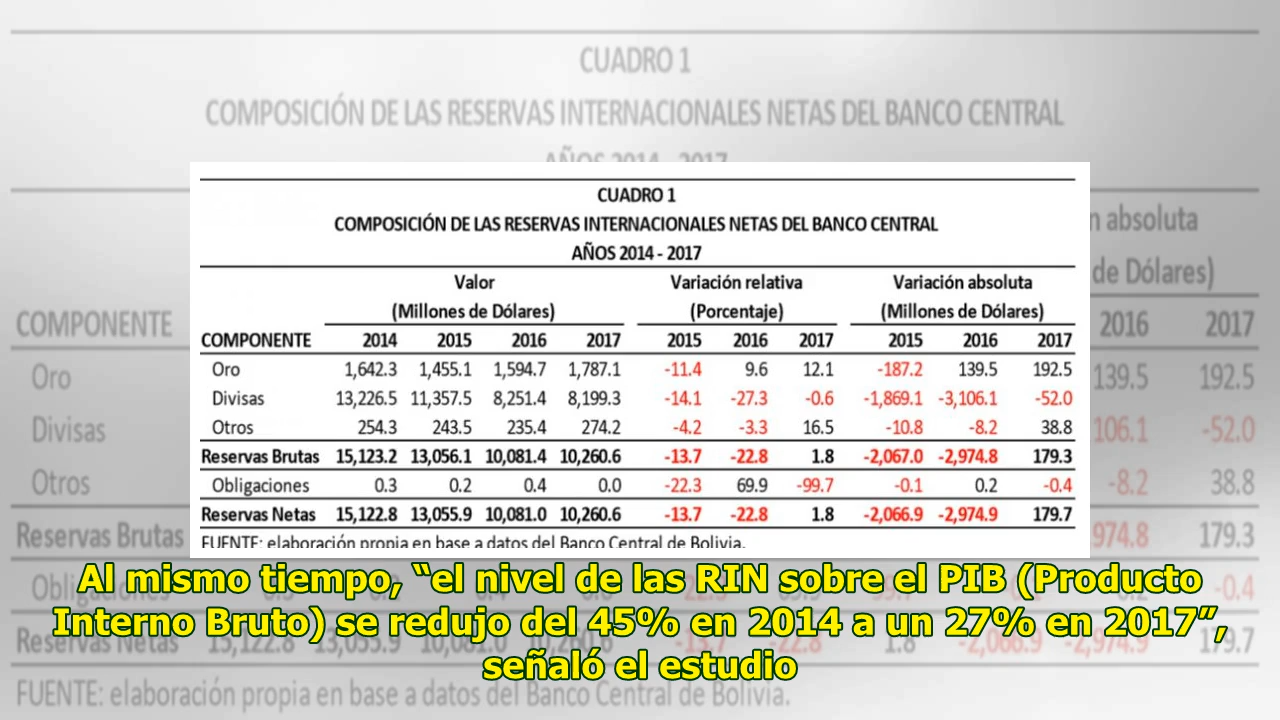 CUADRO 1
COMPOSICIÓN DE LAS RESERVAS INTERNACIONALES NETAS DEL BANCO CENTRAL
AÑOS 2014 - 2017
Valor Variación relativa Variación absoluta
(Millones de Dólares) (Porcentaje) (Millones de Dólares)
COMPONENTE 2014 2015 2016 2017 2015 2016 2017 2015 2016 2017
Oro 1,642.3 1,455.1 1,594.7 1,787.1 -11.4 9.6 12.1 -187.2 139.5 192.5
Divisas 13,226.5 11,357.5 8,251.4 8,199.3 -14.1 -27.3 -0.6 -1,869.1 -3,106.1 -52.0
Otros 254.3 243.5 235.4 274.2 -4.2 -3.3 16.5 -10.8 -8.2 38.8
Reservas Brutas 15,123.2 13,056.1 10,081.4 10,260.6 -13.7 -22.8 1.8 -2,067.0 -2,974.8 179.3
Obligaciones 0.3 0.2 0.4 0.0 -22.3 69.9 -99.7 -0.1 0.2 -0.4
Reservas Netas 15,122.8 13,055.9 10,081.0 10,260.6 -13.7 -22.8 1.8 -2,066.9 -2,974.9 179.7
FUENTE: elaboración propia en base a datos del Banco Central de Bolivia.
Al mismo tiempo, “el nivel de las RIN sobre el PIB (Producto
Interno Bruto) se redujo del 45% en 2014 a un 27% en 2017”,
señaló el estudio